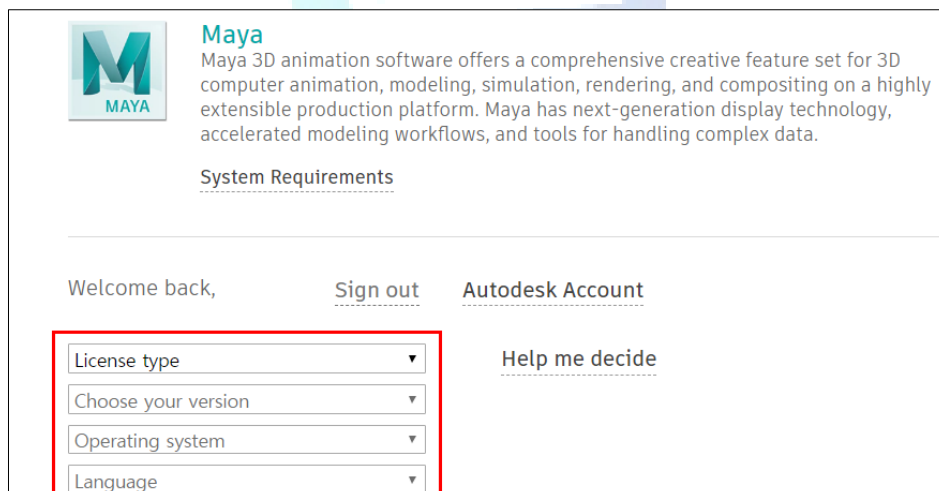 Maya
MAYA
Maya 3D animation software offers a comprehensive creative feature set for 3D
computer animation, modeling, simulation, rendering, and compositing on a highly
extensible production platform. Maya has next-generation display technology,
accelerated modeling workflows, and tools for handling complex data.
System Requirements
Welcome back, Sign out Autodesk Account
License type Help me decide
Choose your version
Operating system
Language